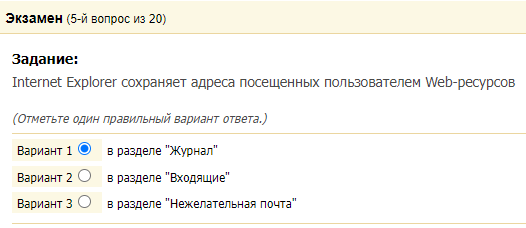 Экзамен (5-й вопрос из 20)
Задание:
Internet Explorer сохраняет адреса посещенных пользователем Web-ресурсов
(Отметьте один правильный вариант ответа.)
Вариант 1 в разделе "Журнал"
Вариант 2 в разделе "Входящие"
Вариант 3 в разделе "Нежелательная почта"